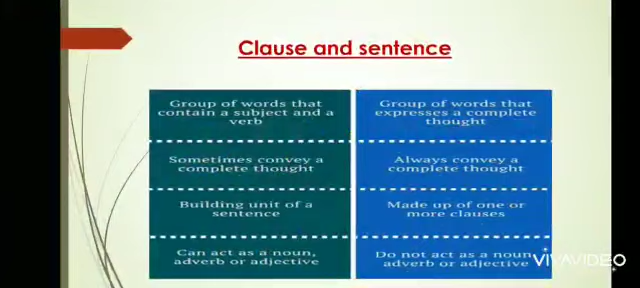 Clause and sentence
Group of words that
contain a subject and a
verb
Group of words that
expresses a complete
thought
Sometimes convey a
complete thought
Always convey a
complete thought
Building unit of a
sentence
Made up of one or
more clauses
Can act as a noun,
adverb or adjective
Do not act as a noun,
adverb or adjective
VIVAVIDEO